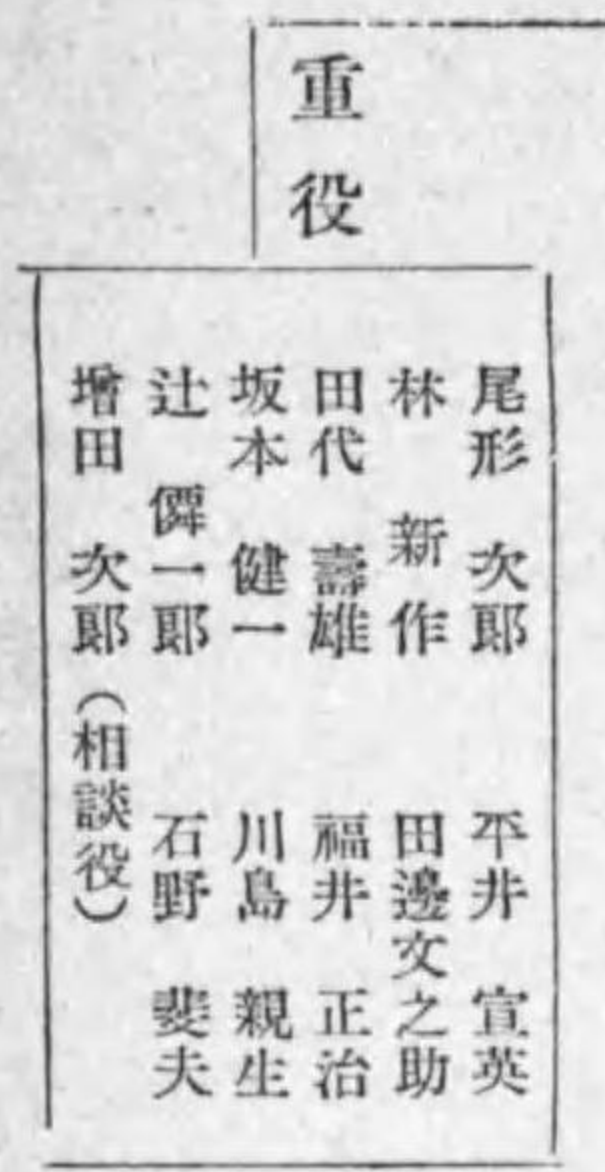 重役
尾形 次郎 平井 宣英
林 新作 田邊文之助
田代 壽雄 福井 正治
坂本 健一 川島 親生
辻 一郎 石野 斐夫
增田 次郎（相談役）